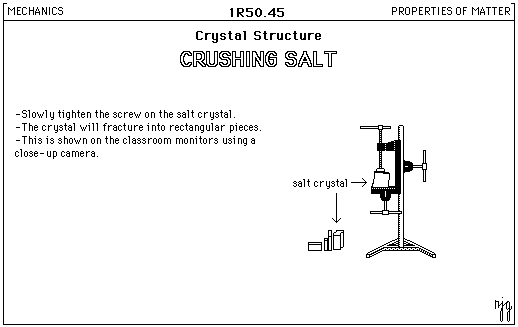 MECHANICS
1R50.45
PROPERTIES OF MATTER
Crystal Structure
CRUSHING SALT
-Slowly tighten the screw on the salt crystal.
-The crystal will fracture into rectangular pieces.
-This is shown on the classroom monitors using a
close-up camera.
salt crystal
njg